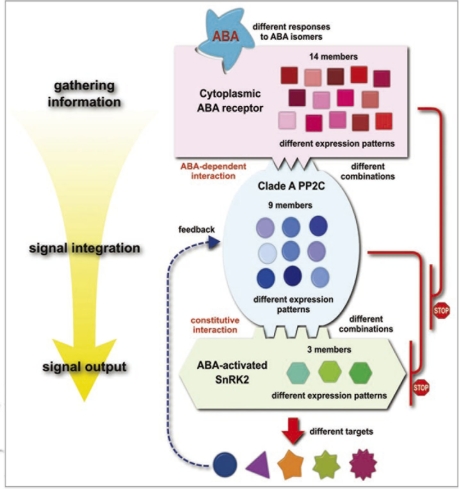 ABA
different responses
to ABA isomers
gathering
information
14 members
Cytoplasmic
ABA receptor
different expression patterns
ABA-dependent
interaction
different
combinations
Clade A PP2C
9 members
feedback
signal integration
different expression
patterns
STOP
constitutive
interaction
different
combinations
3 members
signal output
ABA-activated
SnRK2
different expression patterns
STOP
different targets